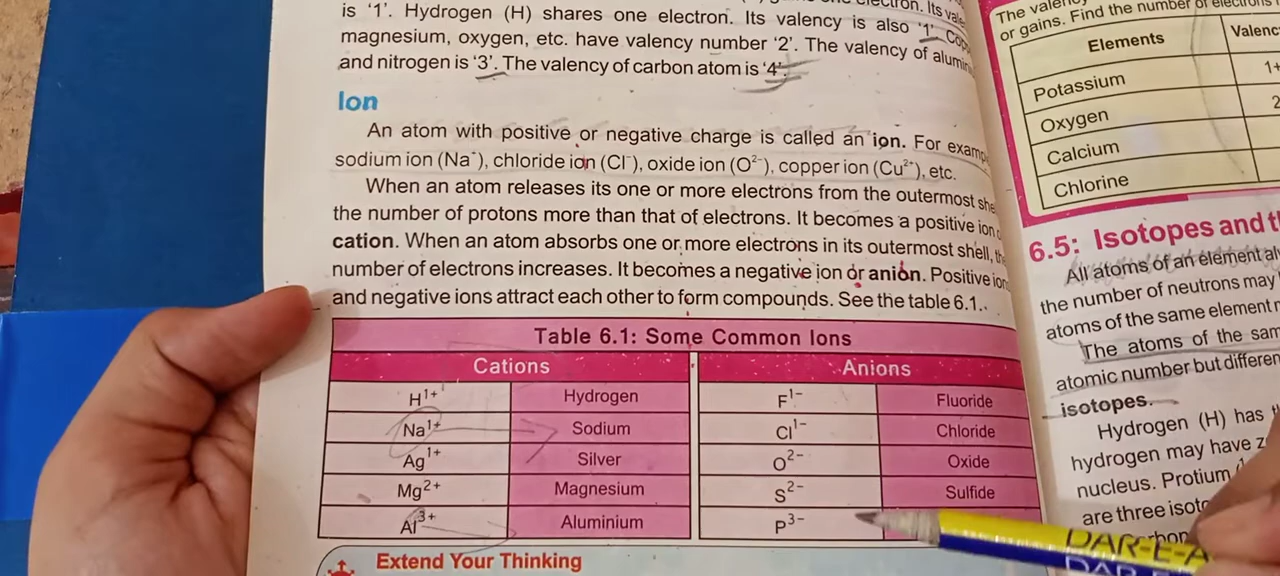 is ‘1’. Hydrogen (H) shares one electron. Its valency is also ‘1’.
magnesium, oxygen, etc. have valency number ‘2’. The valency of
and nitrogen is ‘3’. The valency of carbon atom is ‘4’.
Ion
An atom with positive or negative charge is called an ion. For
sodium ion (Na⁺), chloride ion (Cl⁻), oxide ion (O²⁻), copper ion (Cu²⁺), etc.
When an atom releases its one or more electrons from the outermost
the number of protons more than that of electrons. It becomes a positive ion
cation. When an atom absorbs one or more electrons in its outermost shell,
number of electrons increases. It becomes a negative ion or anion. Positive
and negative ions attract each other to form compounds. See the table 6.1.
Table 6.1: Some Common Ions
Cations Anions
H¹⁺ Hydrogen F¹⁻ Fluoride
Na¹⁺ Sodium Cl¹⁻ Chloride
Ag¹⁺ Silver O²⁻ Oxide
Mg²⁺ Magnesium S²⁻ Sulfide
Al³⁺ Aluminium P³⁻
Extend Your Thinking
The valency
or gains. Find the number of electrons
Elements
Potassium 1+
Oxygen 2
Calcium
Chlorine
6.5: Isotopes and
All atoms of an element
the number of neutrons may
atoms of the same element
The atoms of the
atomic number but
isotopes.
Hydrogen (H) has
hydrogen may have
nucleus. Protium
are three
DAR-E-A